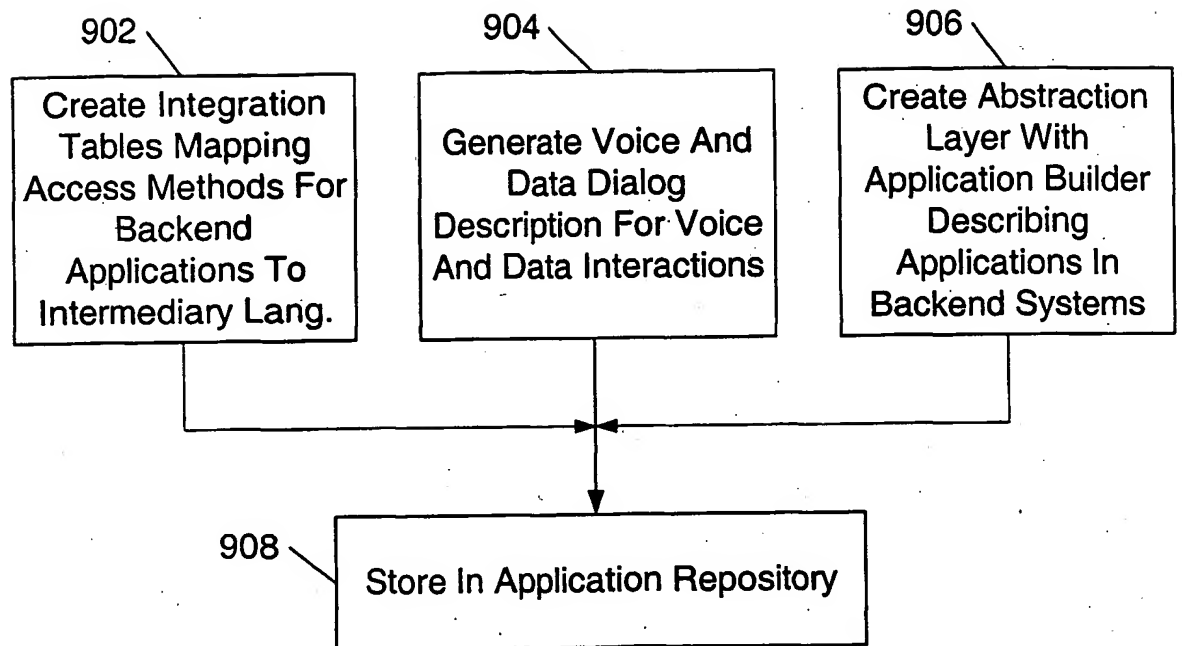 902
Create Integration
Tables Mapping
Access Methods For
Backend
Applications To
Intermediary Lang.
904
Generate Voice And
Data Dialog
Description For Voice
And Data Interactions
906
Create Abstraction
Layer With
Application Builder
Describing
Applications In
Backend Systems
908
Store In Application Repository